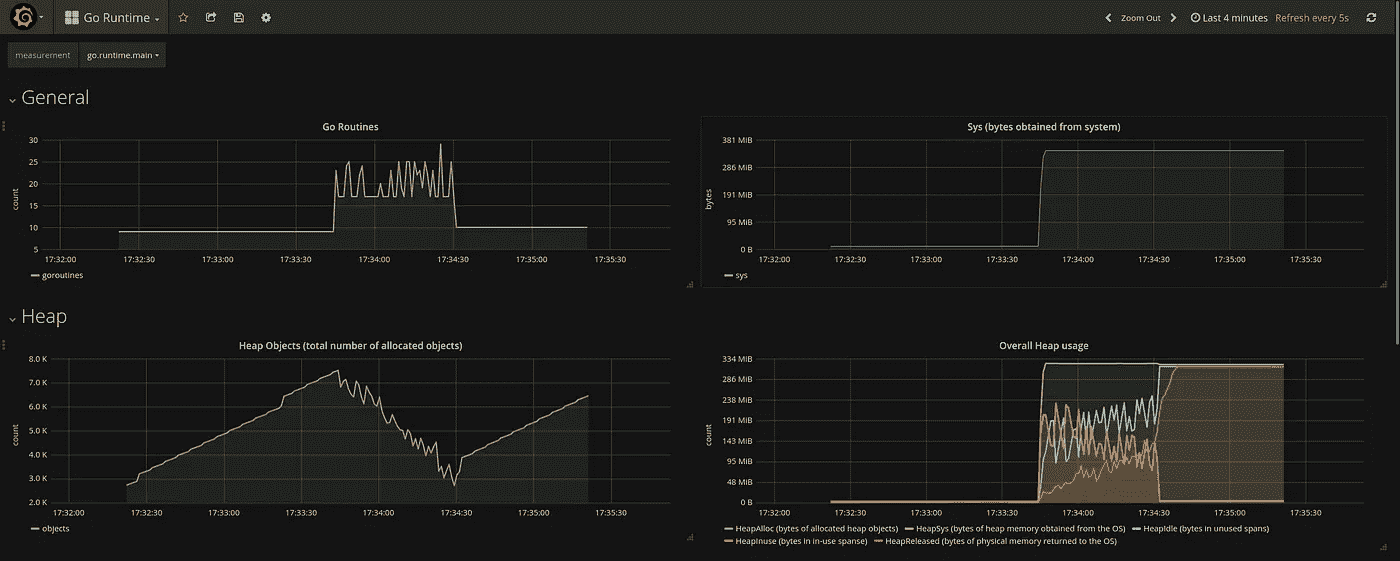 Go Runtime
Zoom Out
Last 4 minutes Refresh every 5s
measurement go.runtime.main
General
Go Routines
30
25
20
15
10
5
count
17:32:00 17:32:30 17:33:00 17:33:30 17:34:00 17:34:30 17:35:00 17:35:30
goroutines
Sys (bytes obtained from system)
381 MiB
286 MiB
191 MiB
95 MiB
0 B
bytes
17:32:00 17:32:30 17:33:00 17:33:30 17:34:00 17:34:30 17:35:00 17:35:30
sys
Heap
Heap Objects (total number of allocated objects)
8.0 K
7.0 K
6.0 K
5.0 K
4.0 K
3.0 K
2.0 K
count
17:32:00 17:32:30 17:33:00 17:33:30 17:34:00 17:34:30 17:35:00 17:35:30
objects
Overall Heap usage
334 MiB
286 MiB
238 MiB
191 MiB
143 MiB
95 MiB
48 MiB
0 B
count
17:32:00 17:32:30 17:33:00 17:33:30 17:34:00 17:34:30 17:35:00 17:35:30
HeapAlloc (bytes of allocated heap objects) HeapSys (bytes of heap memory obtained from the OS) HeapIdle (bytes in unused spans)
HeapInuse (bytes in in-use spanse) HeapReleased (bytes of physical memory returned to the OS)